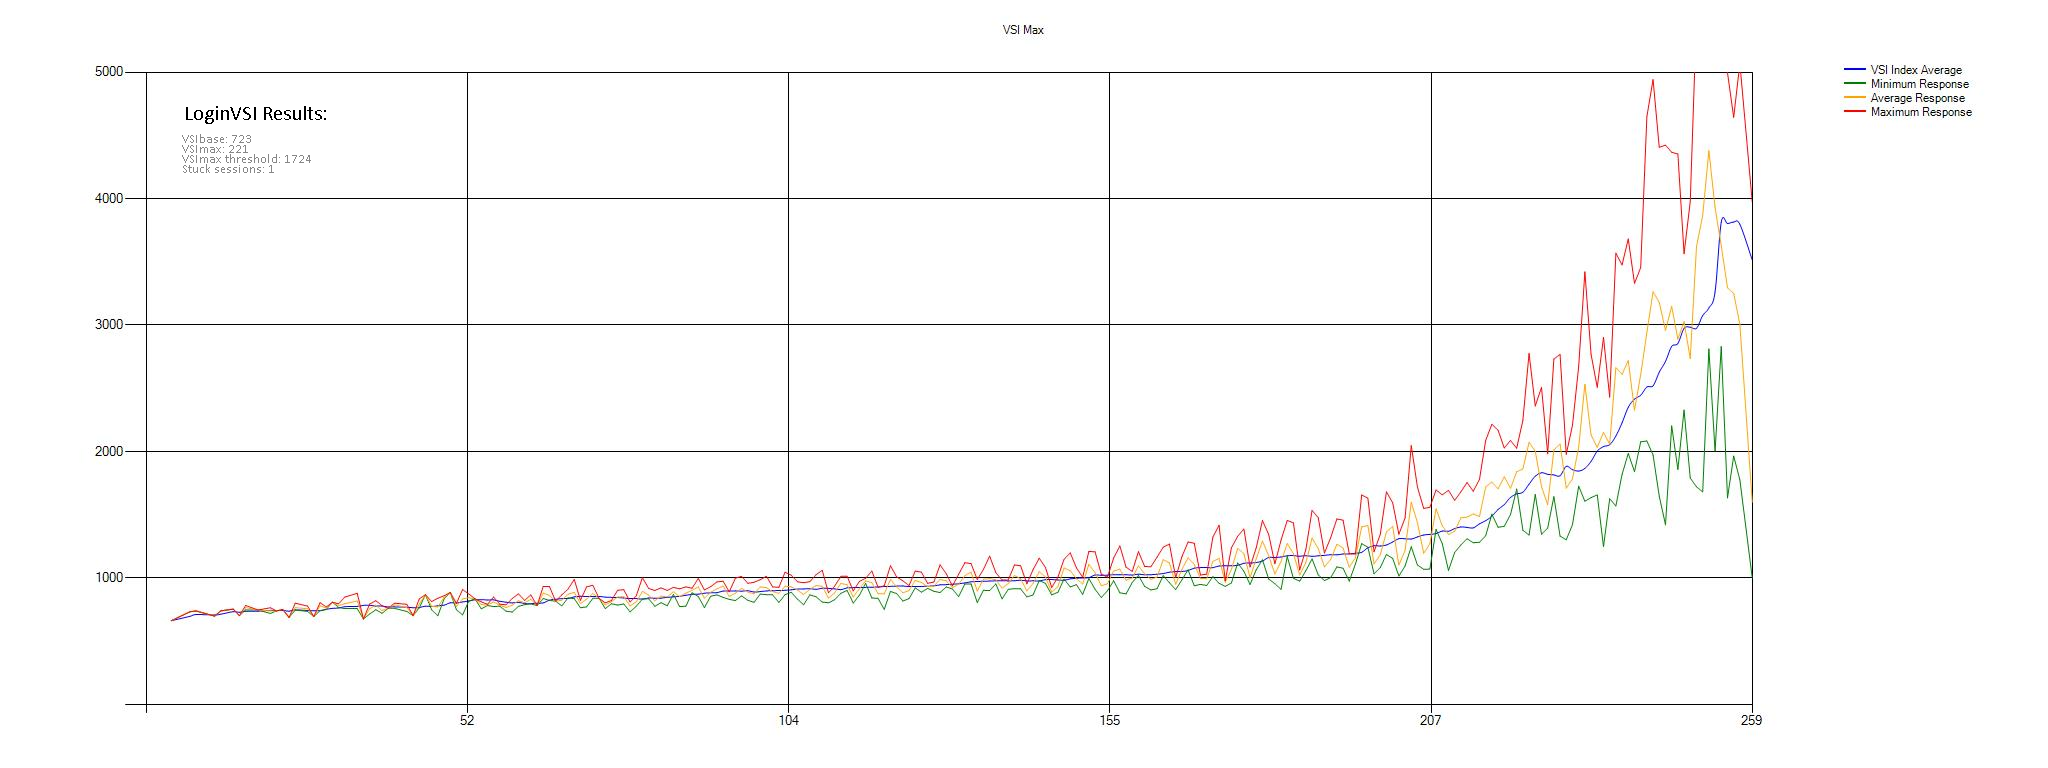 VSI Max
5000
4000
3000
2000
1000
52
104
155
207
259
LoginVSI Results:
VSIbase: 723
VSImax: 221
VSImax threshold: 1724
Stuck sessions: 1
VSI Index Average
Minimum Response
Average Response
Maximum Response